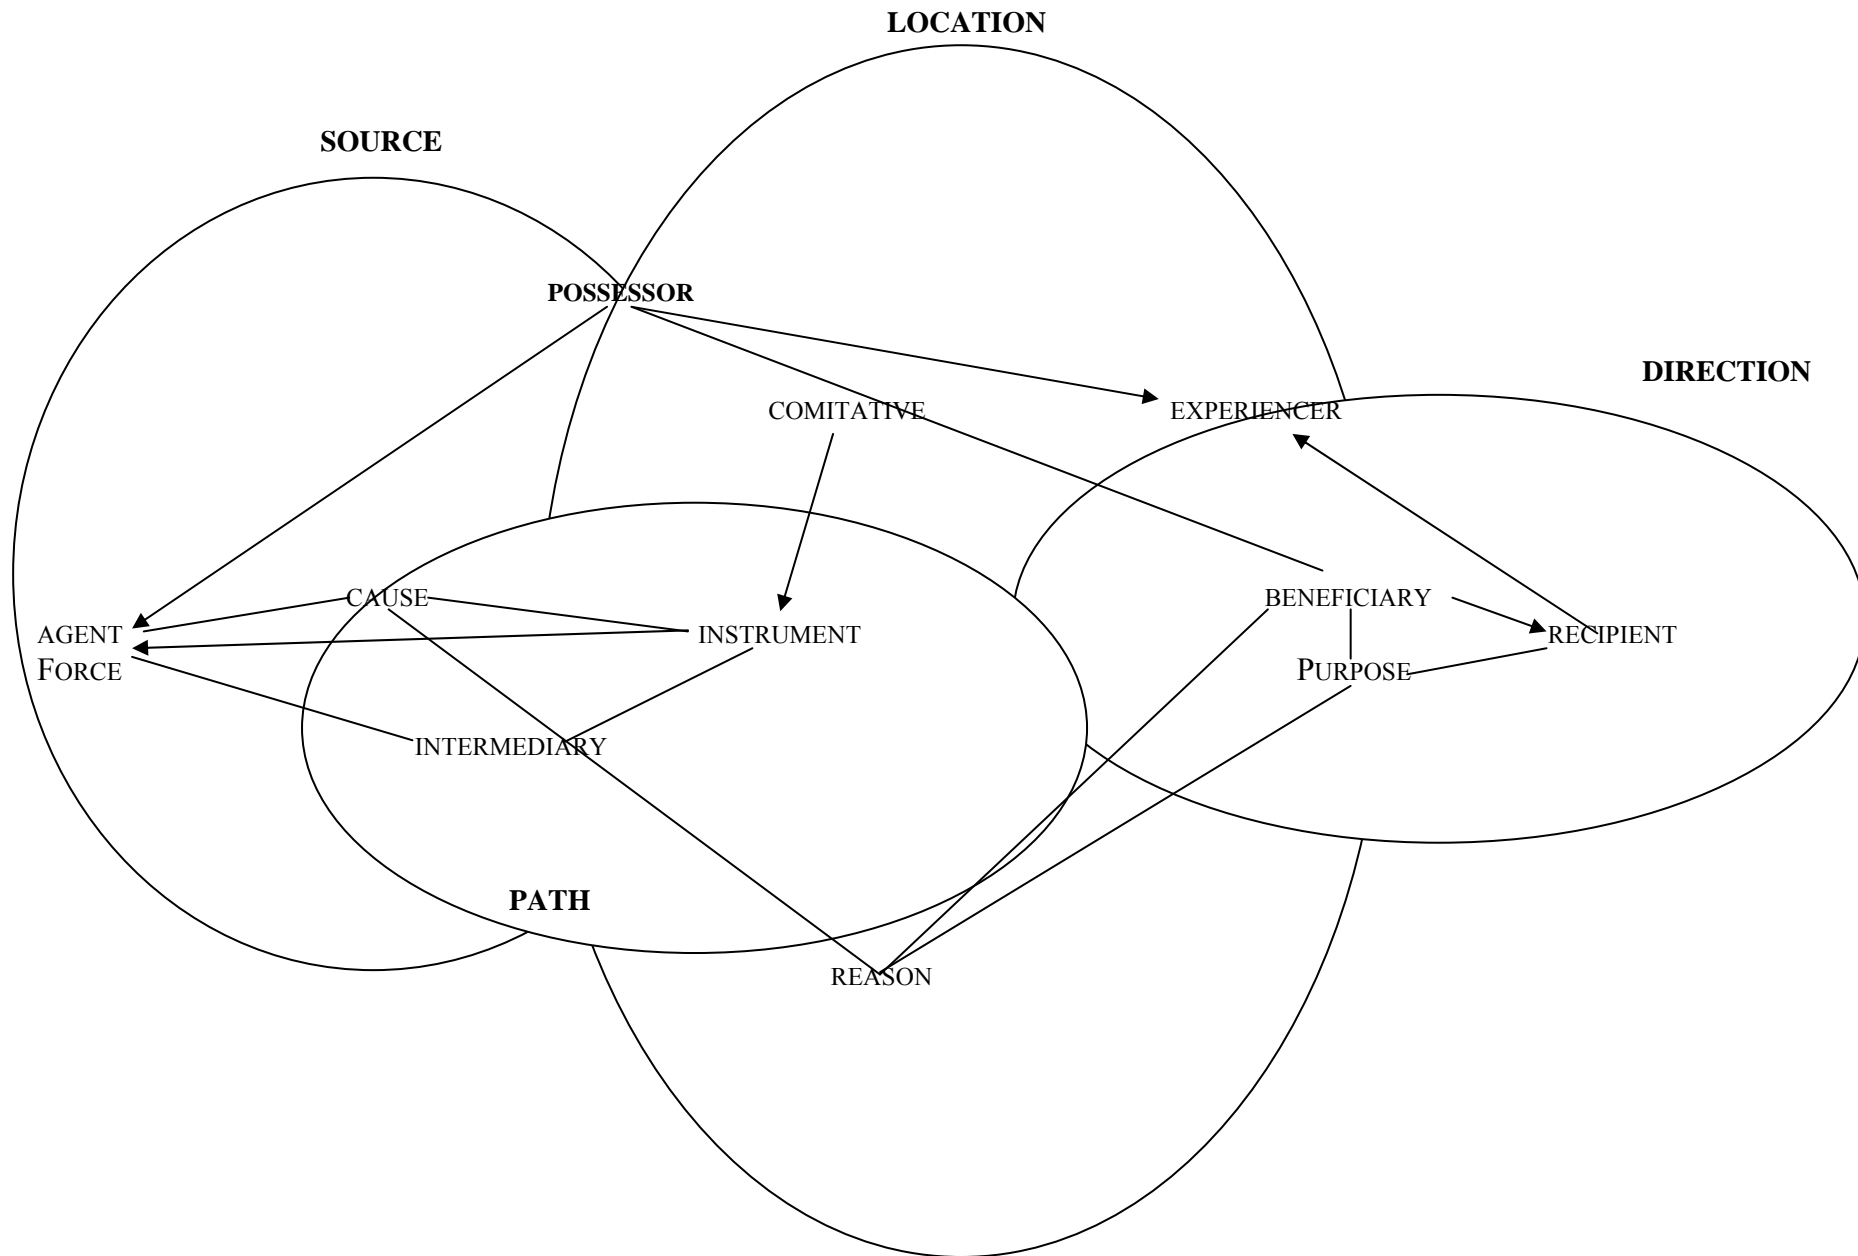 LOCATION
SOURCE
POSSESSOR
DIRECTION
COMITATIVE
EXPERIENCER
CAUSE
BENEFICIARY
AGENT
INSTRUMENT
RECIPIENT
FORCE
PURPOSE
INTERMEDIARY
PATH
REASON